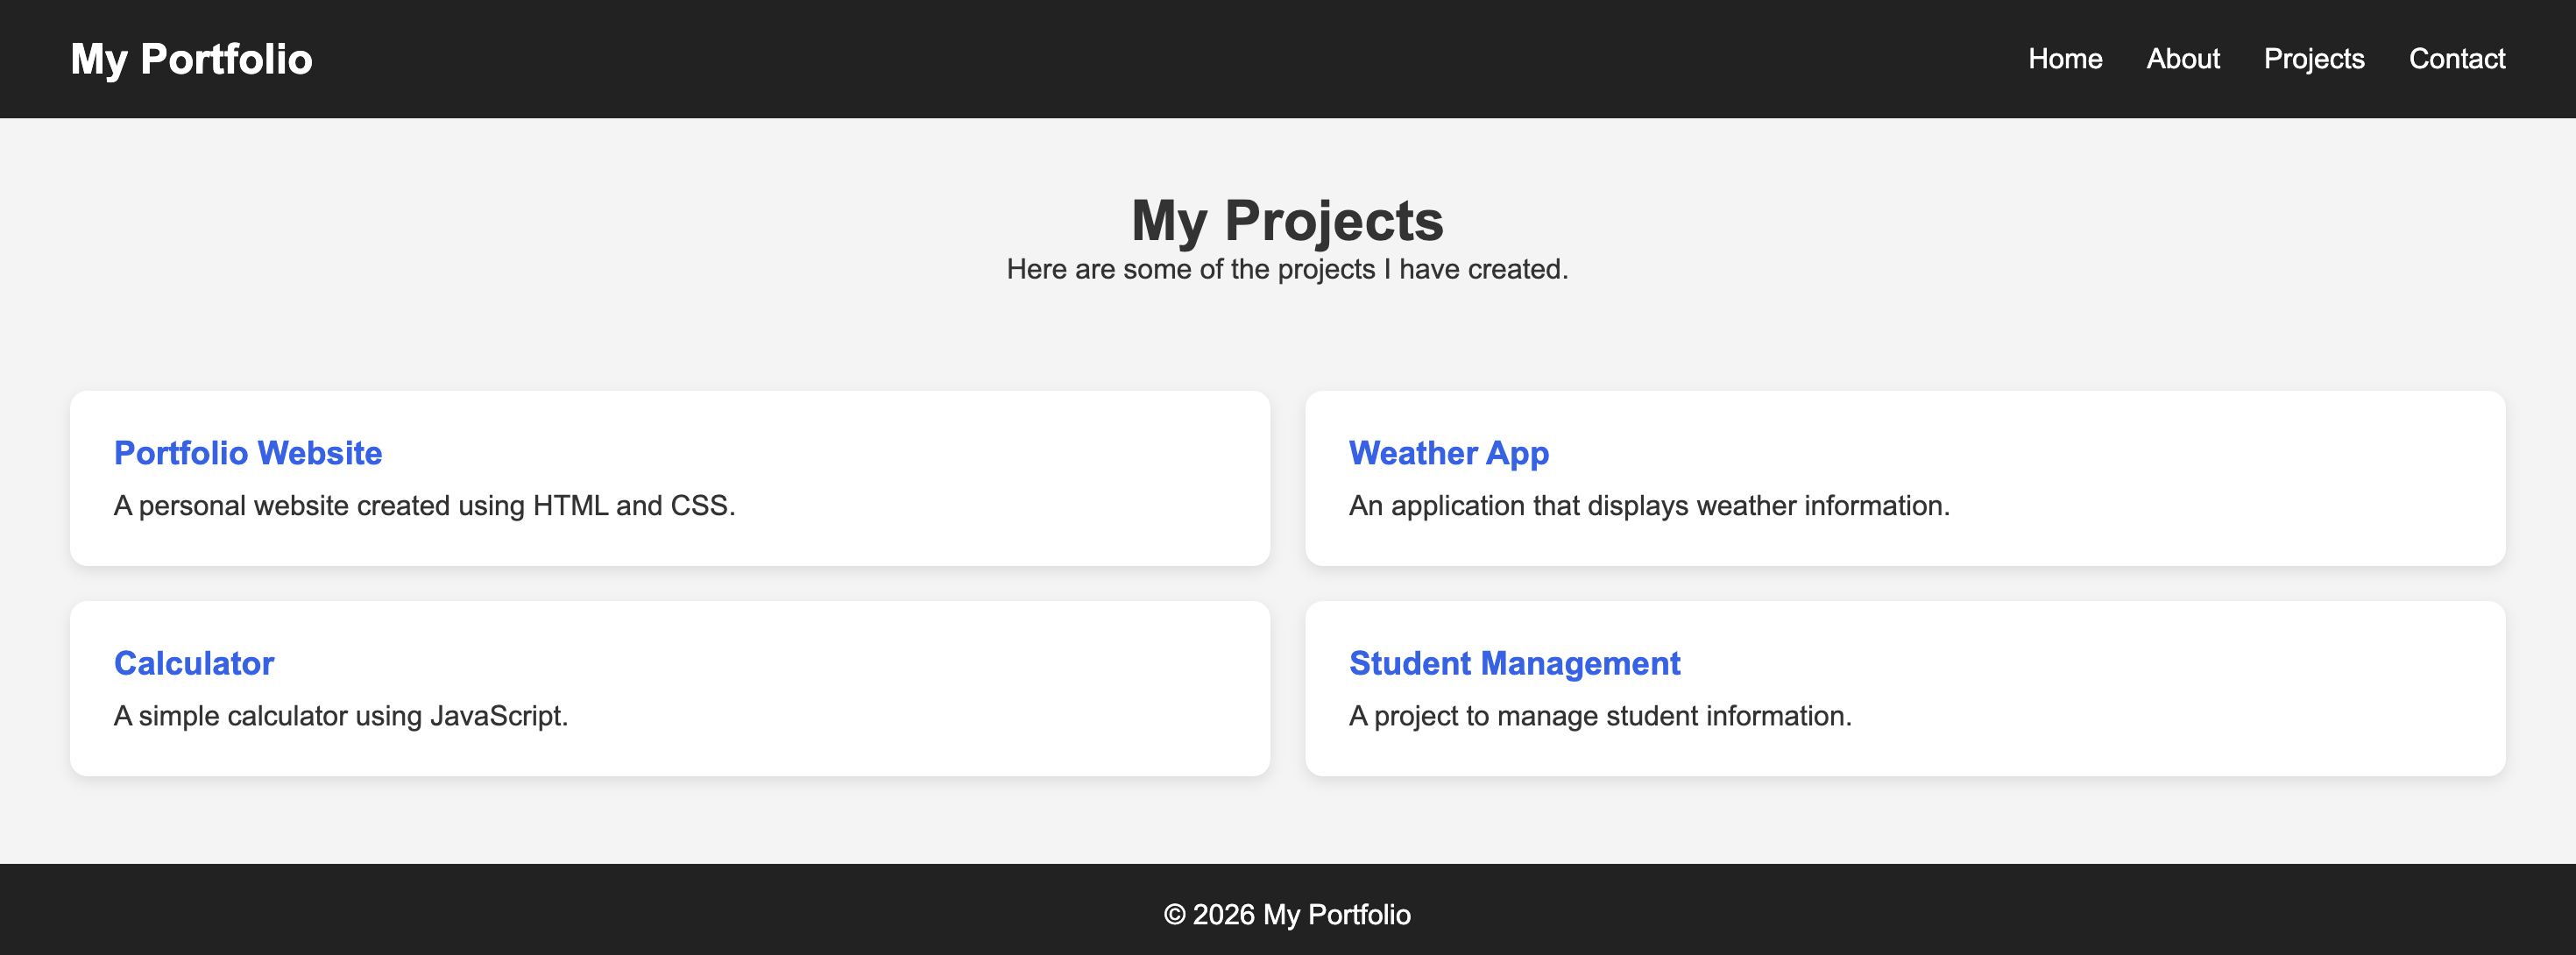 My Portfolio
Home About Projects Contact
My Projects
Here are some of the projects I have created.
Portfolio Website
A personal website created using HTML and CSS.
Weather App
An application that displays weather information.
Calculator
A simple calculator using JavaScript.
Student Management
A project to manage student information.
© 2026 My Portfolio